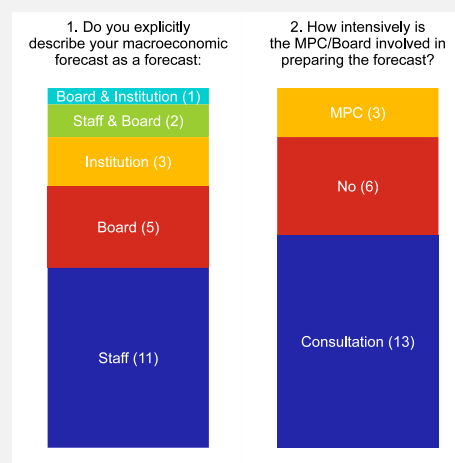 1. Do you explicitly
describe your macroeconomic
forecast as a forecast:
Board & Institution (1)
Staff & Board (2)
Institution (3)
Board (5)
Staff (11)
2. How intensively is
the MPC/Board involved in
preparing the forecast?
MPC (3)
No (6)
Consultation (13)